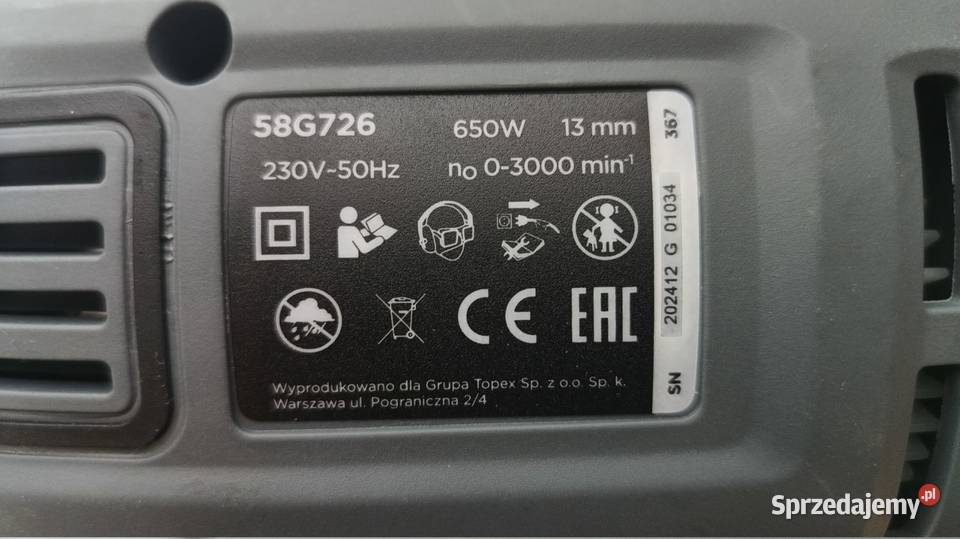 58G726 650W 13 mm
230V~50Hz no 0-3000 min-1
CE EAC
Wyprodukowano dla Grupa Topex Sp. z o.o. Sp. k.
Warszawa ul. Pograniczna 2/4
SN 202412 G 01034 367
Sprzedajemy.pl